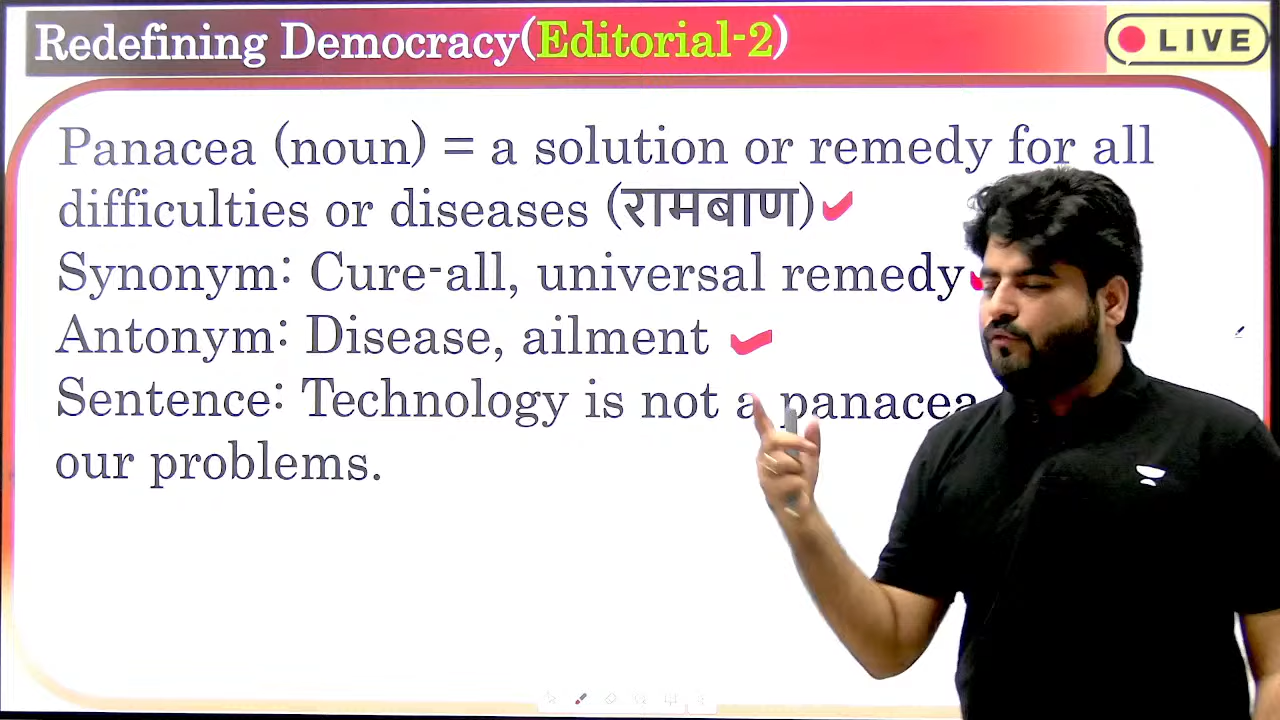 Redefining Democracy(Editorial-2)
LIVE
Panacea (noun) = a solution or remedy for all
difficulties or diseases (रामबाण)
Synonym: Cure-all, universal remedy
Antonym: Disease, ailment
Sentence: Technology is not a panacea
our problems.